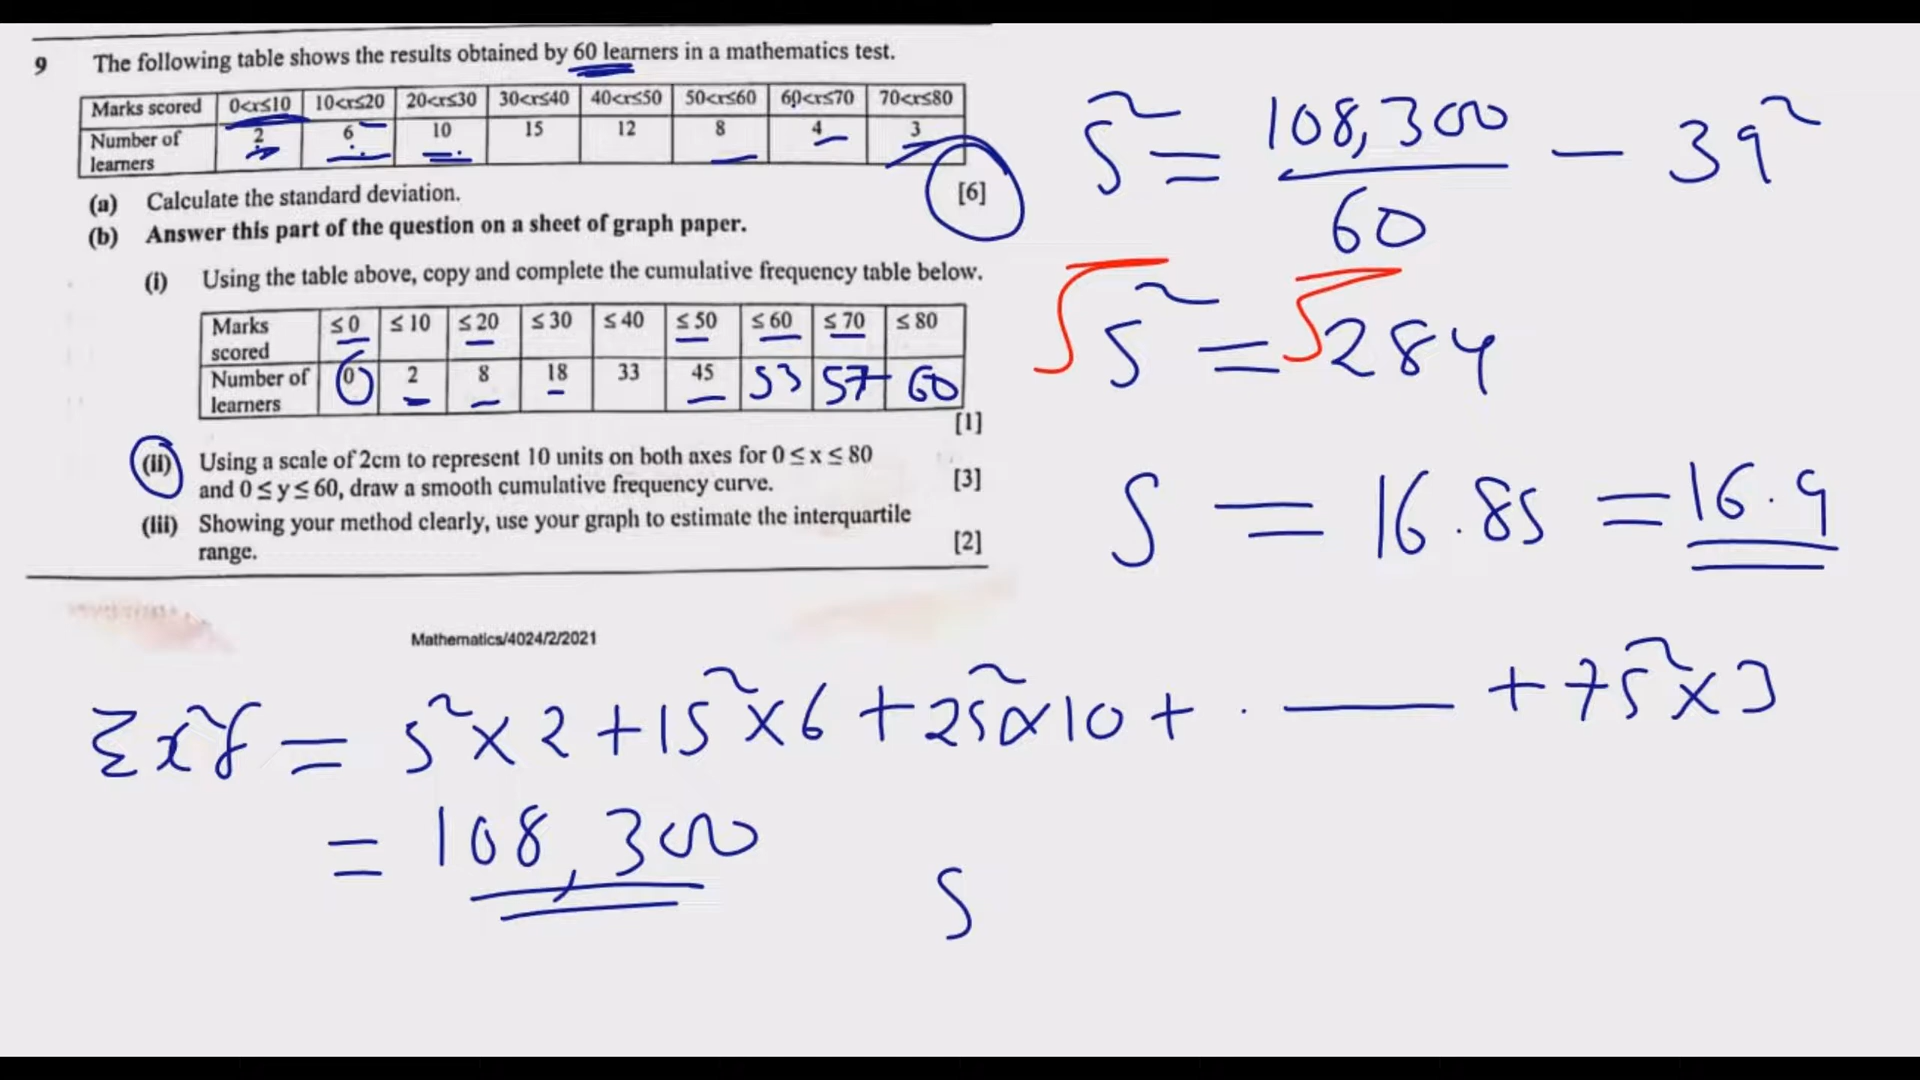 9 The following table shows the results obtained by 60 learners in a mathematics test.
Marks scored 0<x≤10 10<x≤20 20<x≤30 30<x≤40 40<x≤50 50<x≤60 60<x≤70 70<x≤80
Number of learners 2 6 10 15 12 8 4 3
(a) Calculate the standard deviation. [6]
(b) Answer this part of the question on a sheet of graph paper.
(i) Using the table above, copy and complete the cumulative frequency table below.
Marks scored ≤ 0 ≤ 10 ≤ 20 ≤ 30 ≤ 40 ≤ 50 ≤ 60 ≤ 70 ≤ 80
Number of learners 0 2 8 18 33 45 53 57 60
[1]
(ii) Using a scale of 2cm to represent 10 units on both axes for 0 ≤ x ≤ 80
and 0 ≤ y ≤ 60, draw a smooth cumulative frequency curve. [3]
(iii) Showing your method clearly, use your graph to estimate the interquartile
range. [2]
Mathematics/4024/2/2021
S² = 108,300/60 − 39²
√S² = √284
S = 16.85 = 16.9
Σx²f = 5² × 2 + 15² × 6 + 25² × 10 + . — + 75² × 3
= 108,300
S